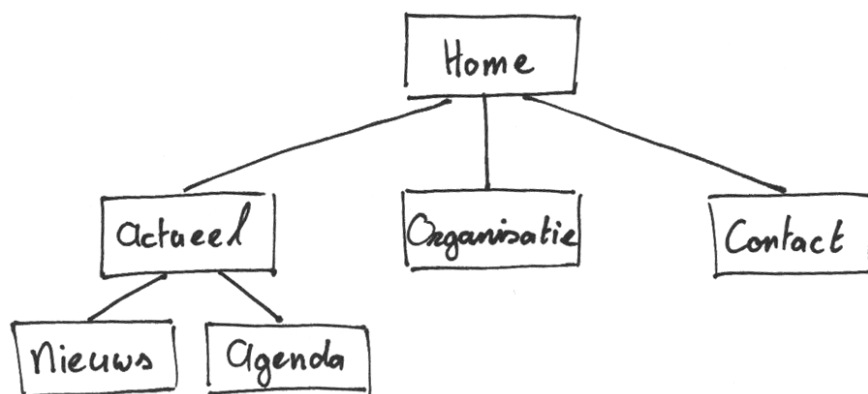 Home
Actueel
Organisatie
Contact
Nieuws
Agenda